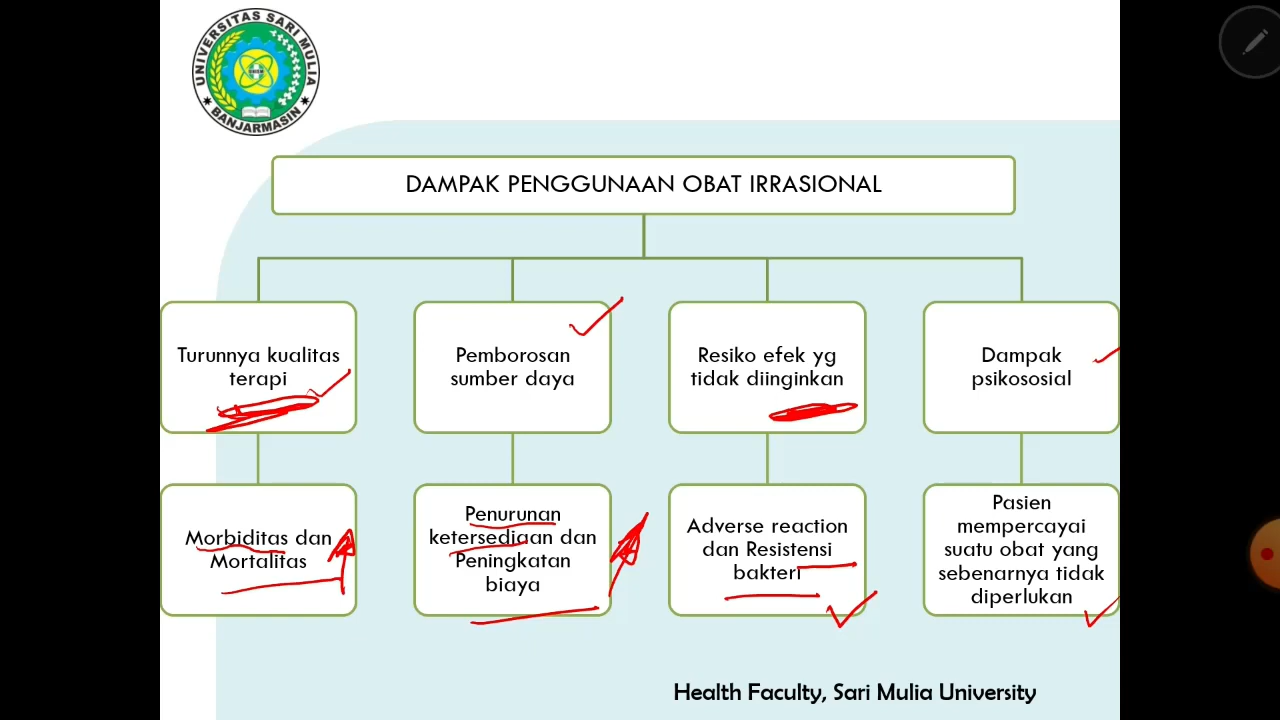 UNIVERSITAS SARI MULIA
BANJARMASIN
DAMPAK PENGGUNAAN OBAT IRRASIONAL
Turunnya kualitas
terapi
Pemborosan
sumber daya
Resiko efek yg
tidak diinginkan
Dampak
psikososial
Morbiditas dan
Mortalitas
Penurunan
ketersediaan dan
Peningkatan
biaya
Adverse reaction
dan Resistensi
bakteri
Pasien
mempercayai
suatu obat yang
sebenarnya tidak
diperlukan
Health Faculty, Sari Mulia University